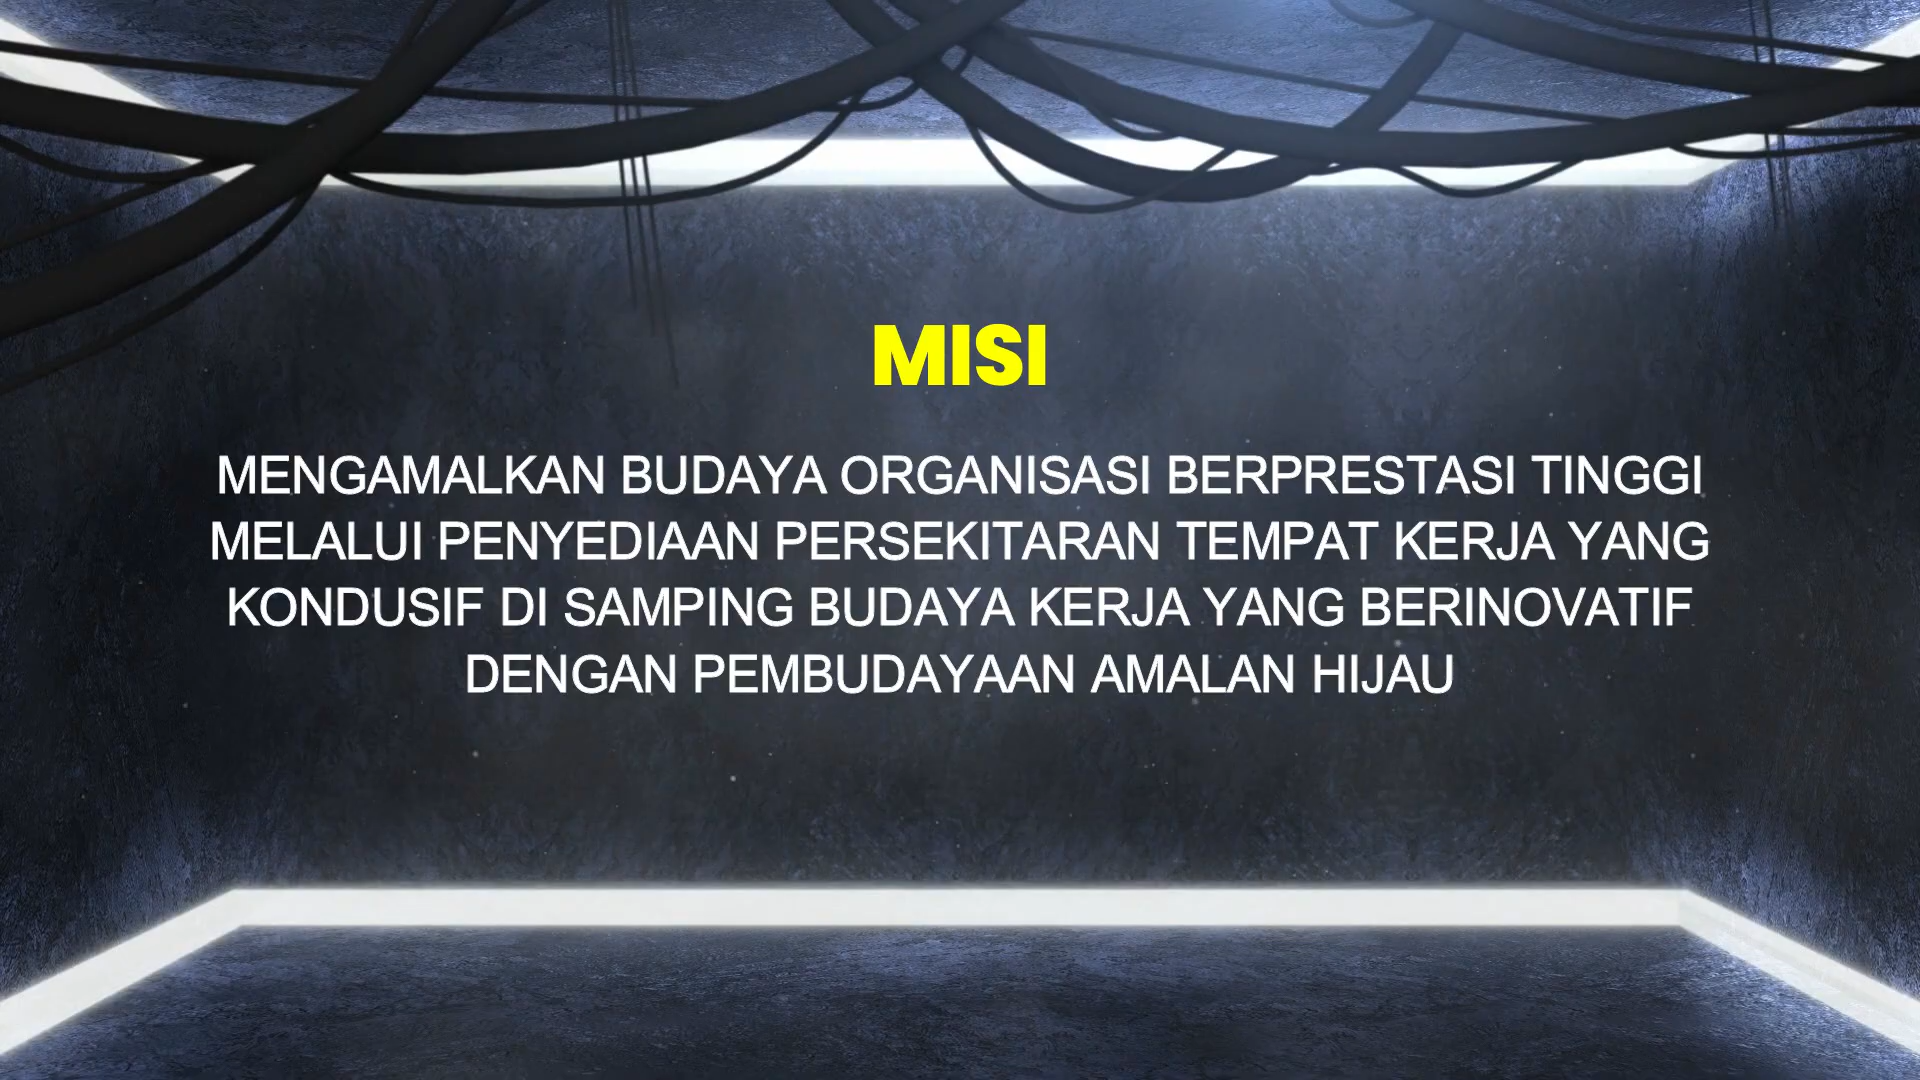 MISI
MENGAMALKAN BUDAYA ORGANISASI BERPRESTASI TINGGI
MELALUI PENYEDIAAN PERSEKITARAN TEMPAT KERJA YANG
KONDUSIF DI SAMPING BUDAYA KERJA YANG BERINOVATIF
DENGAN PEMBUDAYAAN AMALAN HIJAU